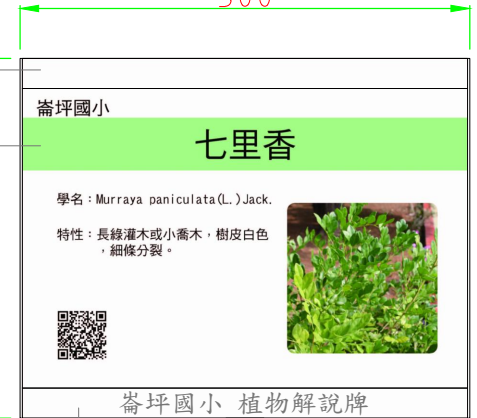 崙坪國小
七里香
學名：Murraya paniculata(L.)Jack.
特性：長綠灌木或小喬木，樹皮白色
，細條分裂。
崙坪國小 植物解說牌